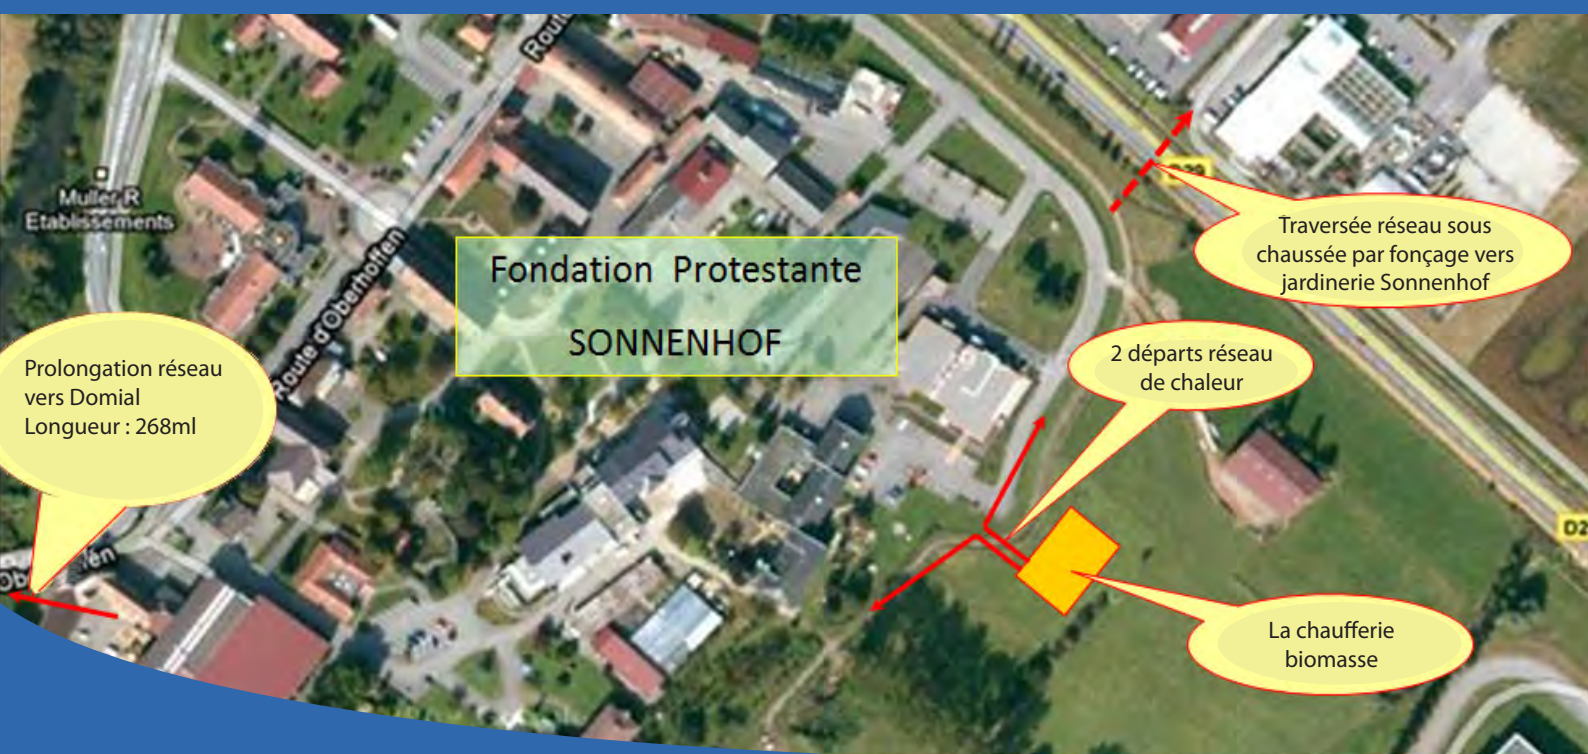 Route
Muller R
Etablissements
Route d'Oberhoffen
Fondation Protestante
SONNENHOF
Traversée réseau sous
chaussée par fonçage vers
jardinerie Sonnenhof
2 départs réseau
de chaleur
Prolongation réseau
vers Domial
Longueur : 268ml
La chaufferie
biomasse